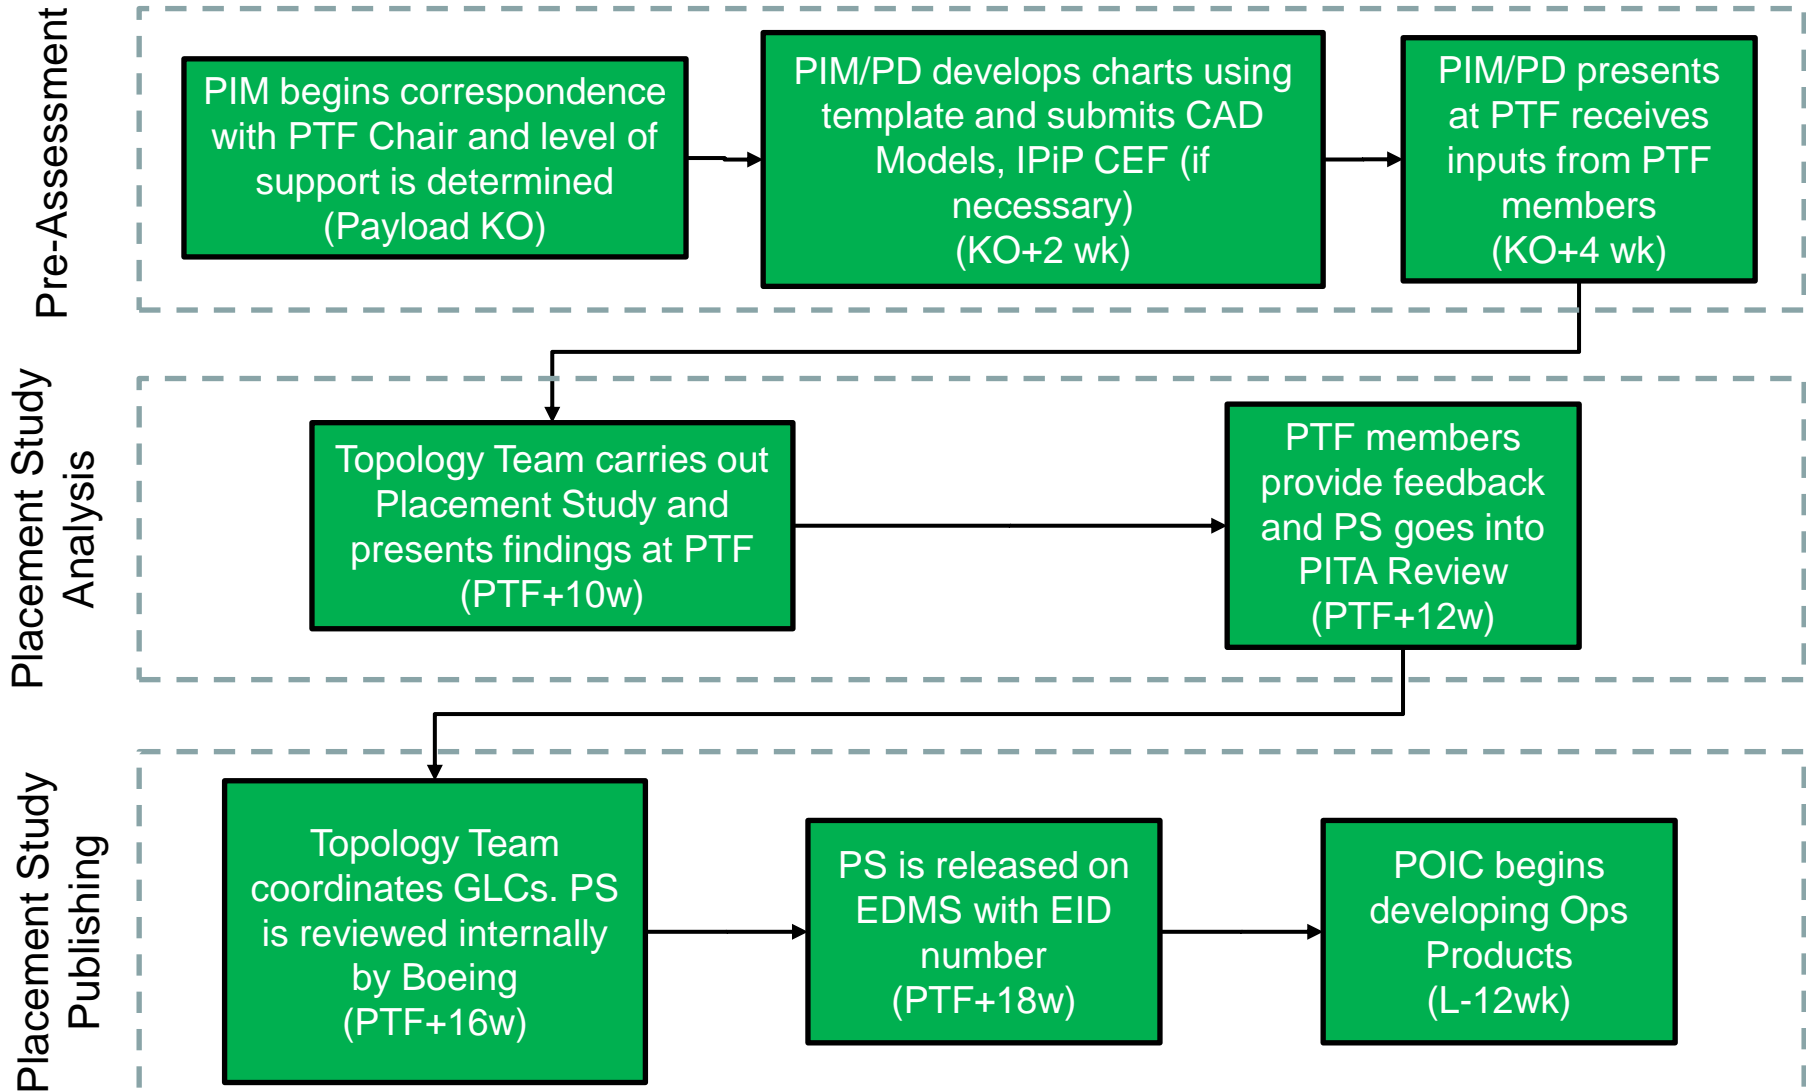 Pre-Assessment
PIM begins correspondence
with PTF Chair and level of
support is determined
(Payload KO)
PIM/PD develops charts using
template and submits CAD
Models, IPiP CEF (if
necessary)
(KO+2 wk)
PIM/PD presents
at PTF receives
inputs from PTF
members
(KO+4 wk)
Placement Study
Analysis
Topology Team carries out
Placement Study and
presents findings at PTF
(PTF+10w)
PTF members
provide feedback
and PS goes into
PITA Review
(PTF+12w)
Placement Study
Publishing
Topology Team
coordinates GLCs. PS
is reviewed internally
by Boeing
(PTF+16w)
PS is released on
EDMS with EID
number
(PTF+18w)
POIC begins
developing Ops
Products
(L-12wk)